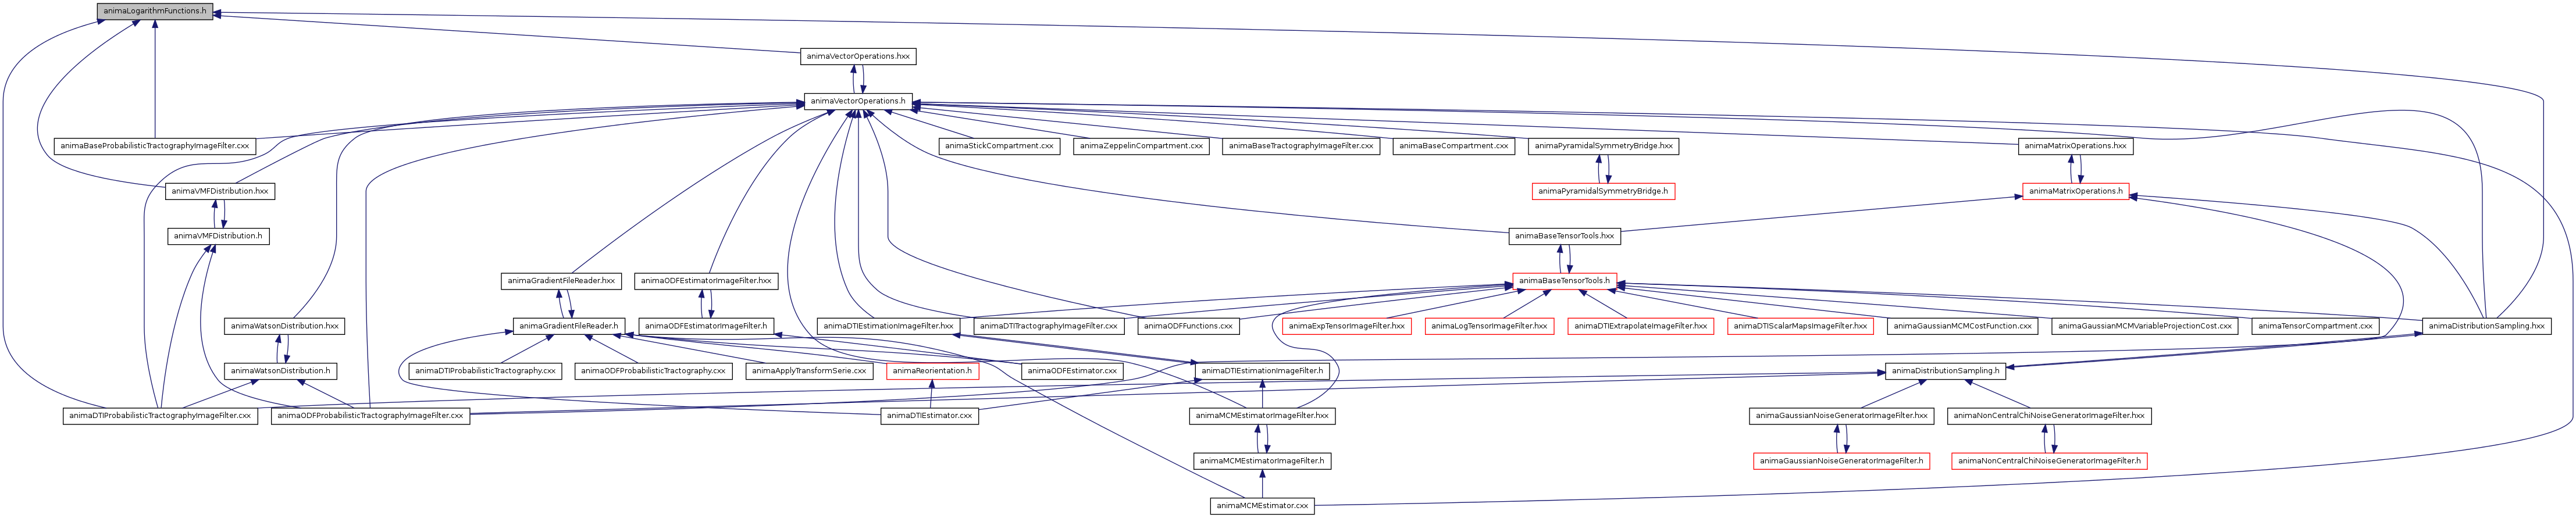 animaLogarithmFunctions.h
animaVectorOperations.hxx
animaVectorOperations.h
animaBaseProbabilisticTractographyImageFilter.cxx
animaStickCompartment.cxx
animaZeppelinCompartment.cxx
animaBaseTractographyImageFilter.cxx
animaBaseCompartment.cxx
animaPyramidalSymmetryBridge.hxx
animaMatrixOperations.hxx
animaVMFDistribution.hxx
animaPyramidalSymmetryBridge.h
animaMatrixOperations.h
animaVMFDistribution.h
animaBaseTensorTools.hxx
animaGradientFileReader.hxx
animaODFEstimatorImageFilter.hxx
animaBaseTensorTools.h
animaWatsonDistribution.hxx
animaGradientFileReader.h
animaODFEstimatorImageFilter.h
animaDTIEstimationImageFilter.hxx
animaDTITractographyImageFilter.cxx
animaODFFunctions.cxx
animaExpTensorImageFilter.hxx
animaLogTensorImageFilter.hxx
animaDTIExtrapolateImageFilter.hxx
animaDTIScalarMapsImageFilter.hxx
animaGaussianMCMCostFunction.cxx
animaGaussianMCMVariableProjectionCost.cxx
animaTensorCompartment.cxx
animaDistributionSampling.hxx
animaWatsonDistribution.h
animaDTIProbabilisticTractography.cxx
animaODFProbabilisticTractography.cxx
animaApplyTransformSerie.cxx
animaReorientation.h
animaODFEstimator.cxx
animaDTIEstimationImageFilter.h
animaDistributionSampling.h
animaDTIProbabilisticTractographyImageFilter.cxx
animaODFProbabilisticTractographyImageFilter.cxx
animaDTIEstimator.cxx
animaMCMEstimatorImageFilter.hxx
animaGaussianNoiseGeneratorImageFilter.hxx
animaNonCentralChiNoiseGeneratorImageFilter.hxx
animaMCMEstimatorImageFilter.h
animaGaussianNoiseGeneratorImageFilter.h
animaNonCentralChiNoiseGeneratorImageFilter.h
animaMCMEstimator.cxx